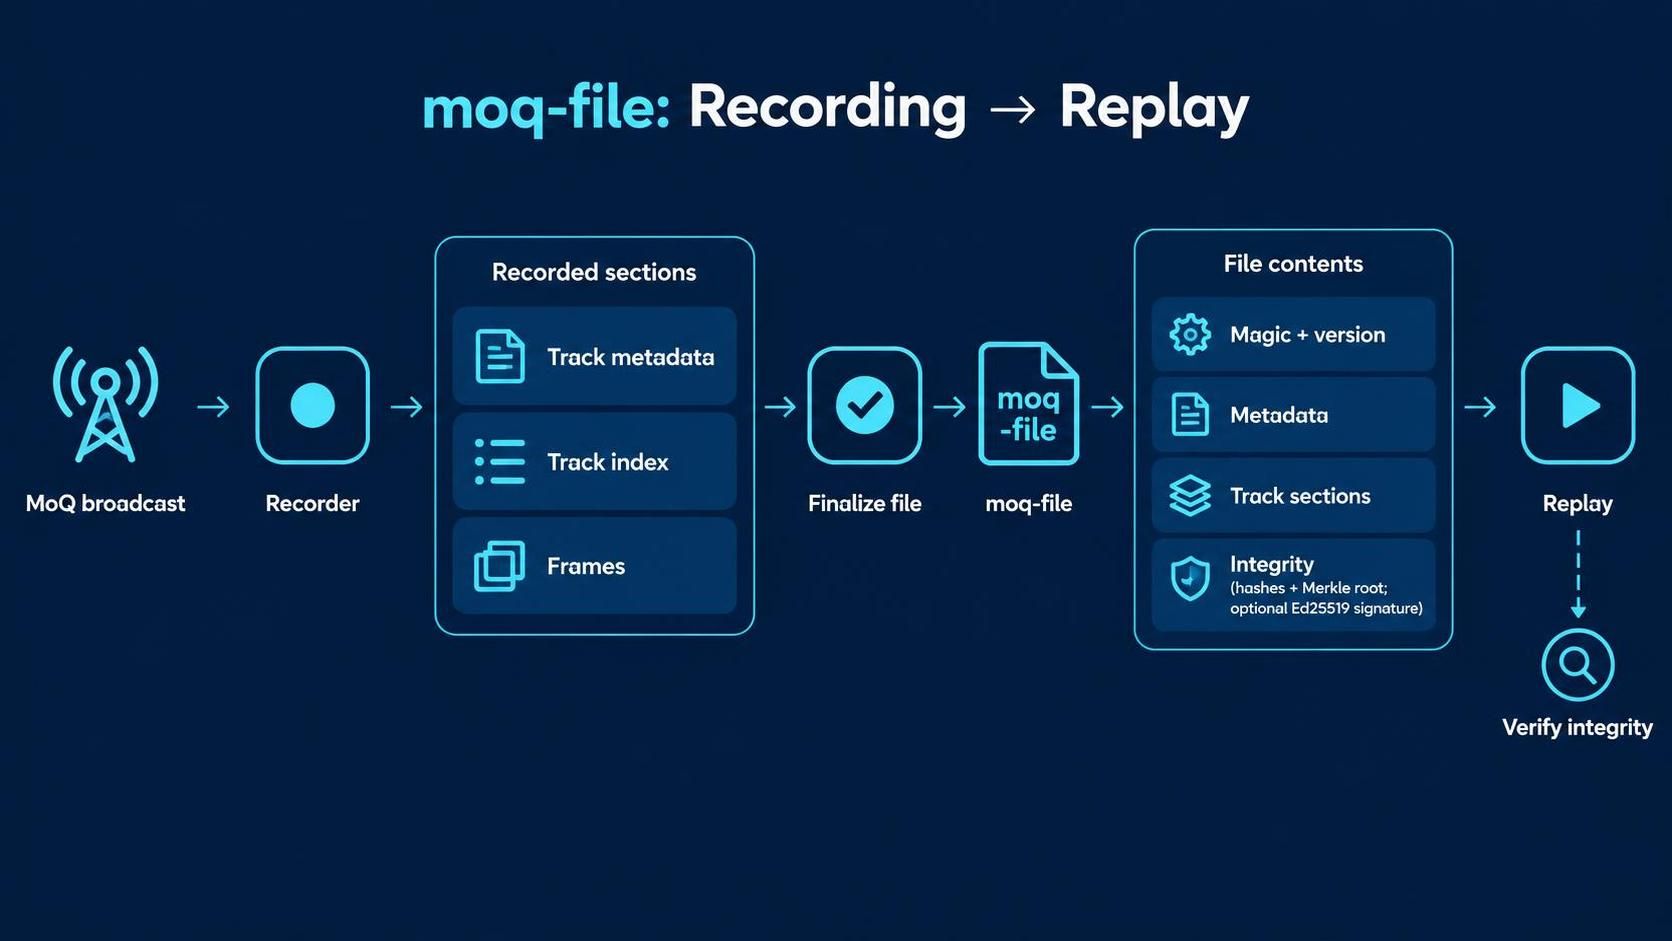 moq-file: Recording → Replay
MoQ broadcast
Recorder
Recorded sections
Track metadata
Track index
Frames
Finalize file
moq
-file
moq-file
File contents
Magic + version
Metadata
Track sections
Integrity
(hashes + Merkle root;
optional Ed25519 signature)
Replay
Verify integrity